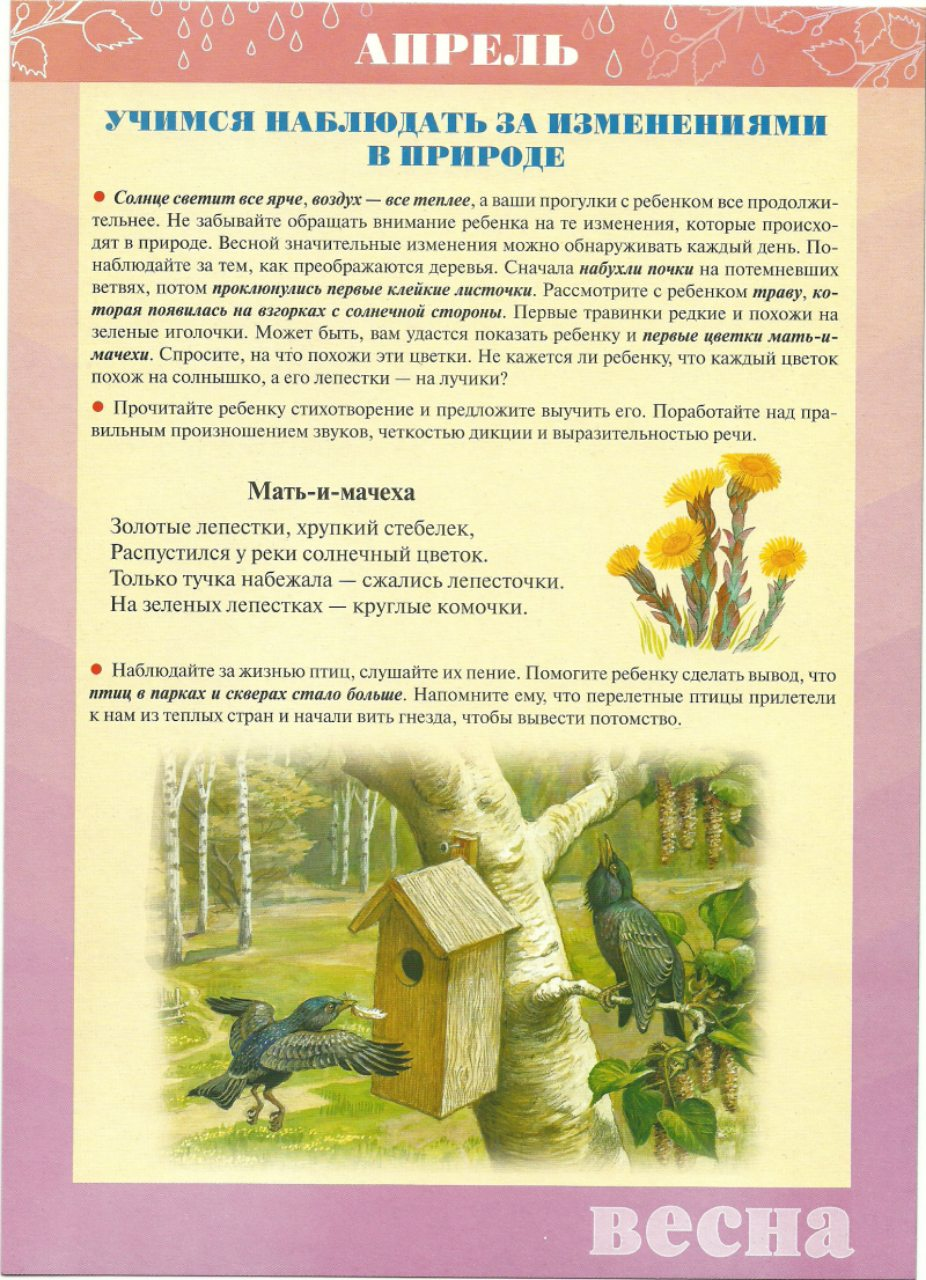 АПРЕЛЬ
УЧИМСЯ НАБЛЮДАТЬ ЗА ИЗМЕНЕНИЯМИ
В ПРИРОДЕ
● Солнце светит все ярче, воздух — все теплее, а ваши прогулки с ребенком все продолжи-
тельнее. Не забывайте обращать внимание ребенка на те изменения, которые происхо-
дят в природе. Весной значительные изменения можно обнаруживать каждый день. По-
наблюдайте за тем, как преображаются деревья. Сначала набухли почки на потемневших
ветвях, потом проклюнулись первые клейкие листочки. Рассмотрите с ребенком траву, ко-
торая появилась на взгорках с солнечной стороны. Первые травинки редкие и похожи на
зеленые иголочки. Может быть, вам удастся показать ребенку и первые цветки мать-и-
мачехи. Спросите, на что похожи эти цветки. Не кажется ли ребенку, что каждый цветок
похож на солнышко, а его лепестки — на лучики?
● Прочитайте ребенку стихотворение и предложите выучить его. Поработайте над пра-
вильным произношением звуков, четкостью дикции и выразительностью речи.
Мать-и-мачеха
Золотые лепестки, хрупкий стебелек,
Распустился у реки солнечный цветок.
Только тучка набежала — сжались лепесточки.
На зеленых лепестках — круглые комочки.
● Наблюдайте за жизнью птиц, слушайте их пение. Помогите ребенку сделать вывод, что
птиц в парках и скверах стало больше. Напомните ему, что перелетные птицы прилетели
к нам из теплых стран и начали вить гнезда, чтобы вывести потомство.
весна